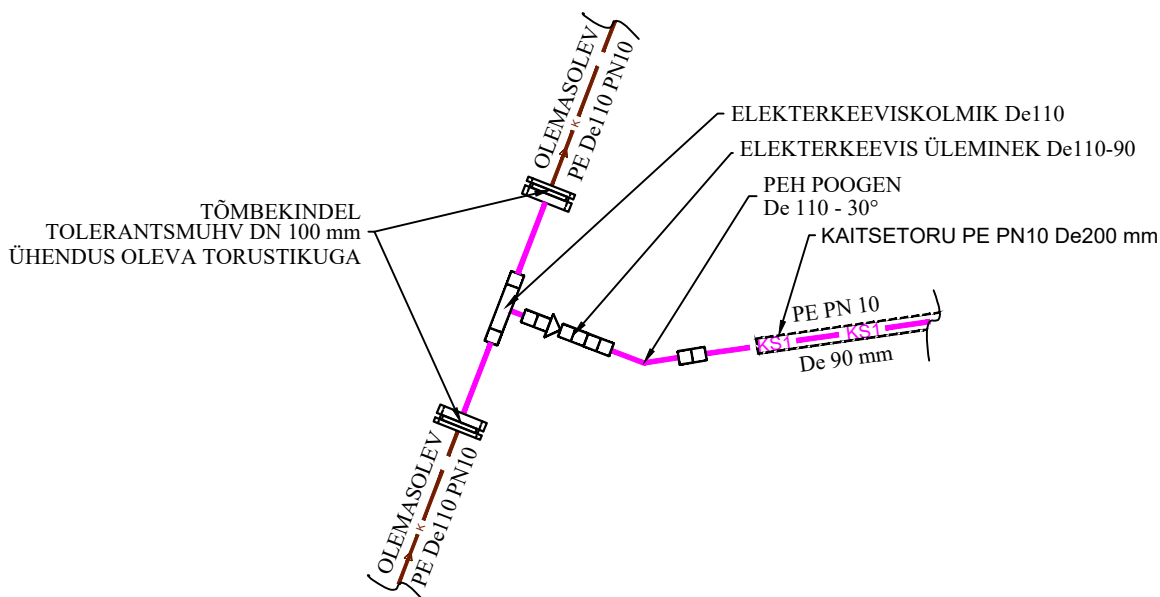 OLEMASOLEV
PE De110 PN10
K
ELEKTERKEEVISKOLMIK De110
ELEKTERKEEVIS ÜLEMINEK De110-90
PEH POOGEN
De 110 - 30°
KAITSETORU PE PN10 De200 mm
TÕMBEKINDEL
TOLERANTSMUHV DN 100 mm
ÜHENDUS OLEVA TORUSTIKUGA
PE PN 10
KS1 KS1
De 90 mm
OLEMASOLEV
PE De110 PN10
K